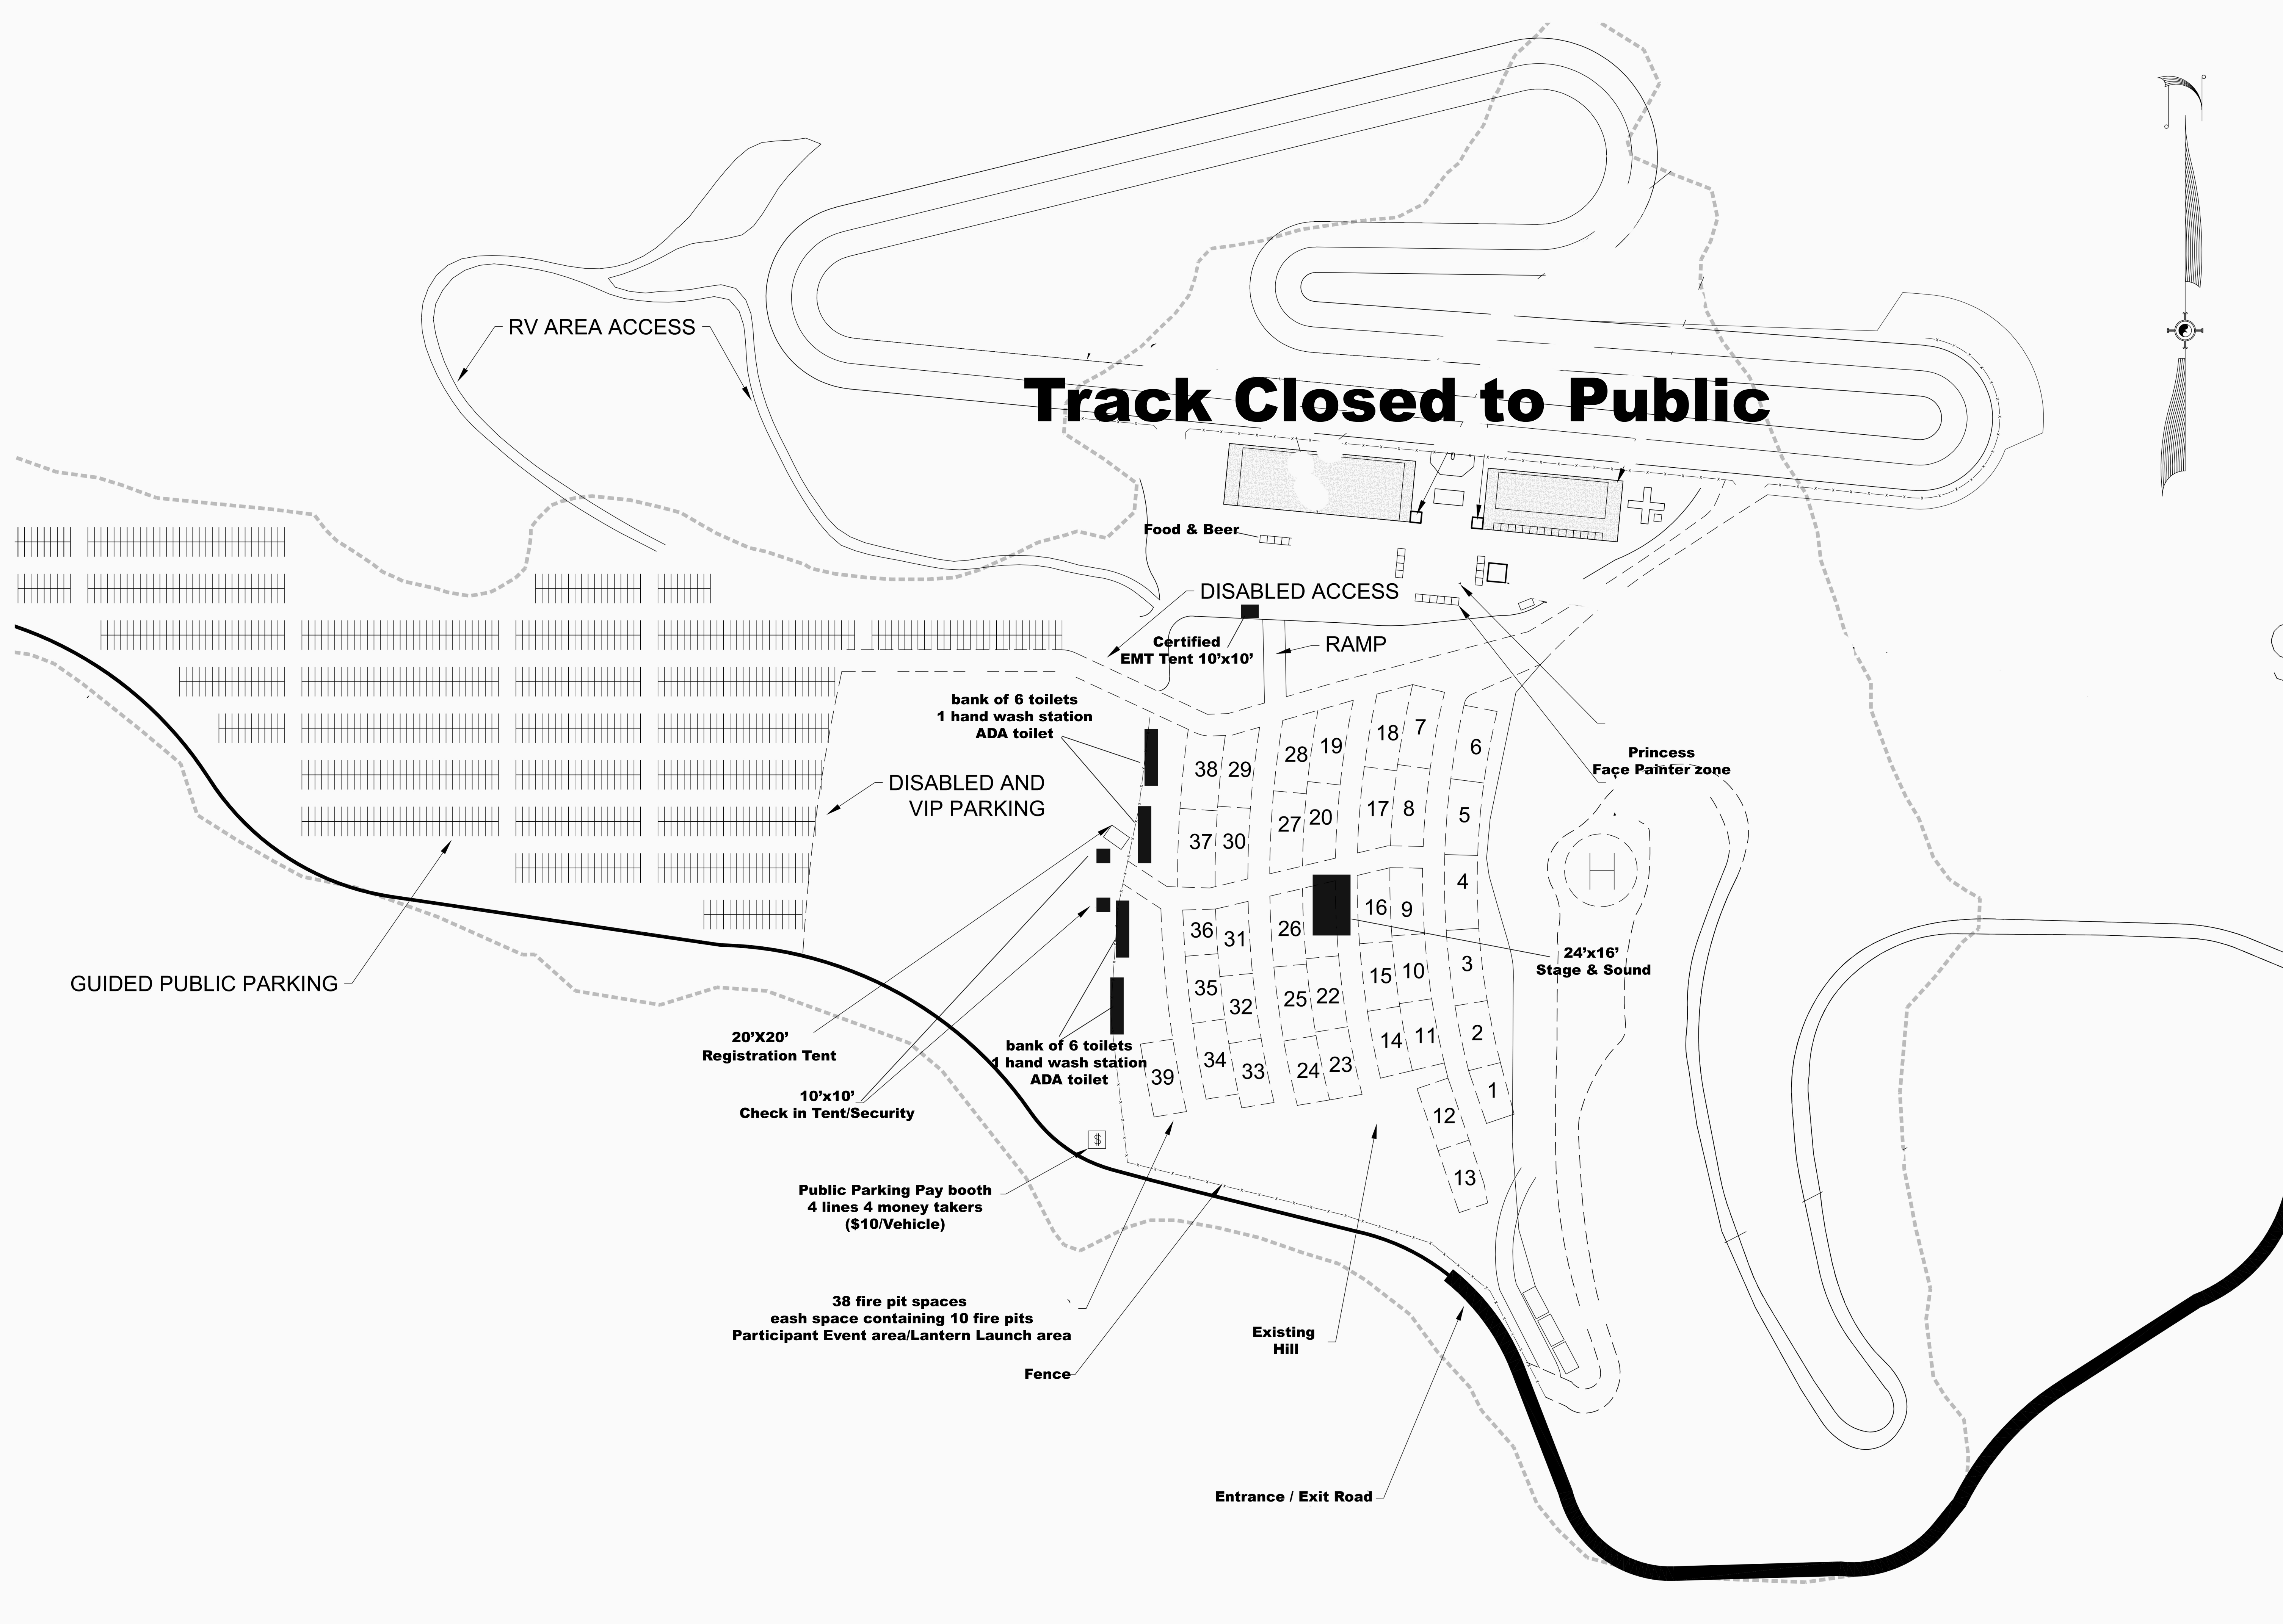 RV AREA ACCESS
Track Closed to Public
Food & Beer
DISABLED ACCESS
Certified
EMT Tent 10’x10’
RAMP
bank of 6 toilets
1 hand wash station
ADA toilet
Princess
Face Painter zone
DISABLED AND
VIP PARKING
GUIDED PUBLIC PARKING
18
7
6
28
19
38
29
17
8
5
27
20
37
30
4
16
9
26
36
31
3
24’x16’
Stage & Sound
15
10
35
25
22
32
2
14
11
34
33
24
23
39
1
12
13
H
20’X20’
Registration Tent
bank of 6 toilets
1 hand wash station
ADA toilet
10’x10’
Check in Tent/Security
$
Public Parking Pay booth
4 lines 4 money takers
($10/Vehicle)
38 fire pit spaces
eash space containing 10 fire pits
Participant Event area/Lantern Launch area
Existing
Hill
Fence
Entrance / Exit Road